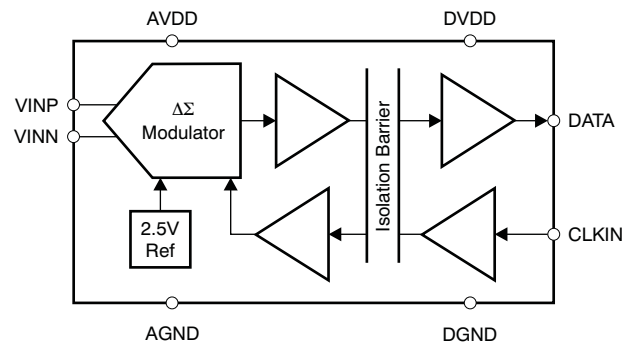 AVDD
DVDD
VINP
VINN
ΔΣ
Modulator
Isolation Barrier
DATA
2.5V
Ref
CLKIN
AGND
DGND